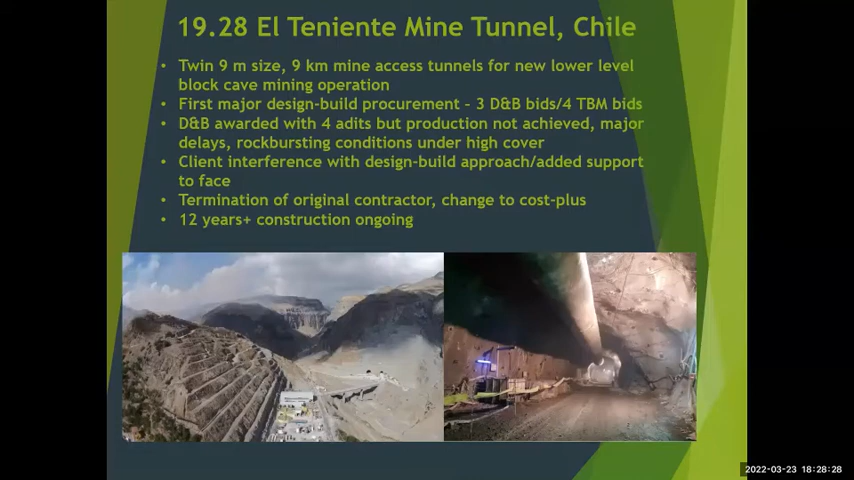 19.28 El Teniente Mine Tunnel, Chile
• Twin 9 m size, 9 km mine access tunnels for new lower level
block cave mining operation
• First major design-build procurement – 3 D&B bids/4 TBM bids
• D&B awarded with 4 adits but production not achieved, major
delays, rockbursting conditions under high cover
• Client interference with design-build approach/added support
to face
• Termination of original contractor, change to cost-plus
• 12 years+ construction ongoing
2022-03-23 18:28:28